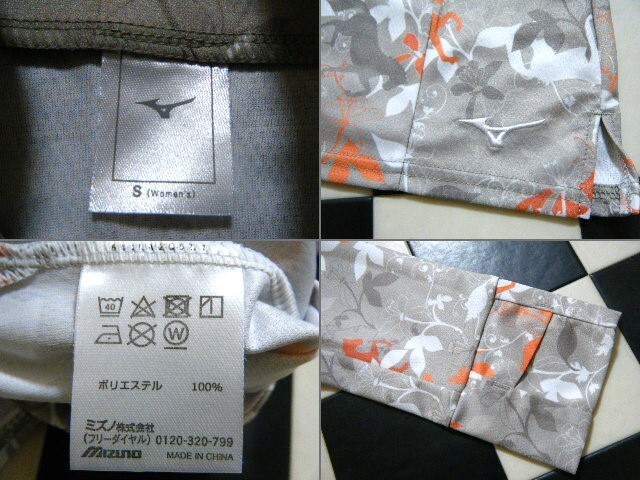 S (Women's)
40
W
ポリエステル 100%
ミズノ株式会社
(フリーダイヤル) 0120-320-799
MIZUNO MADE IN CHINA